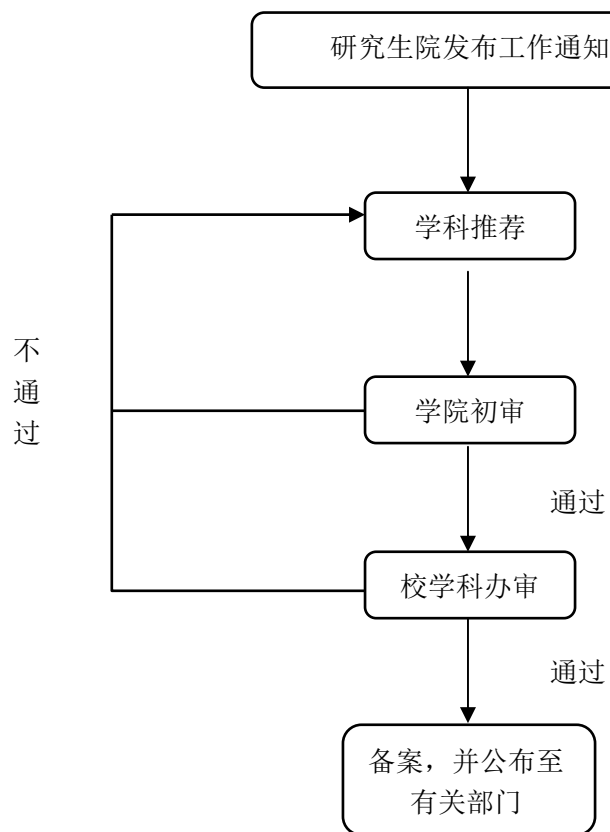 研究生院发布工作通知
学科推荐
不
通
过
学院初审
通过
校学科办审
通过
备案，并公布至
有关部门